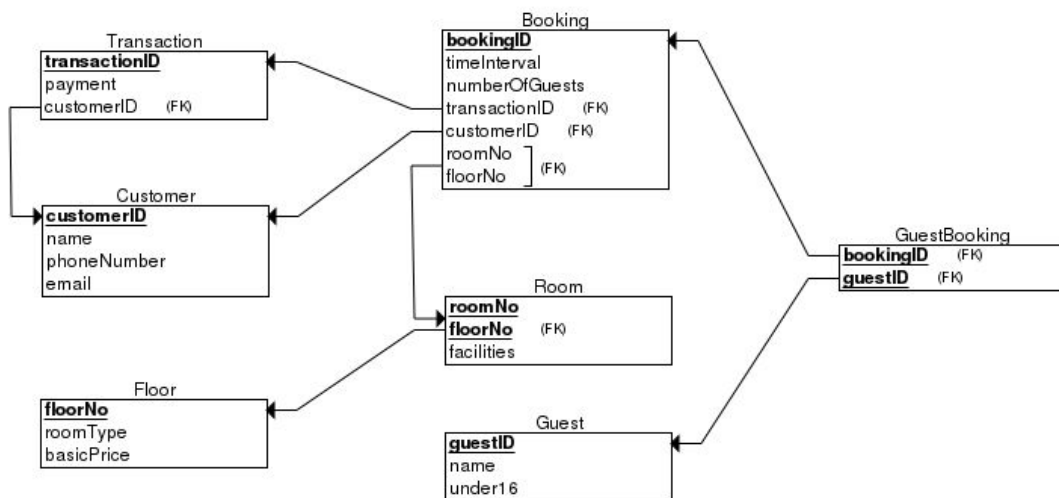 Transaction
transactionID
payment
customerID (FK)
Customer
customerID
name
phoneNumber
email
Floor
floorNo
roomType
basicPrice
Booking
bookingID
timeInterval
numberOfGuests
transactionID (FK)
customerID (FK)
roomNo
floorNo
(FK)
Room
roomNo
floorNo (FK)
facilities
Guest
guestID
name
under16
GuestBooking
bookingID (FK)
guestID (FK)